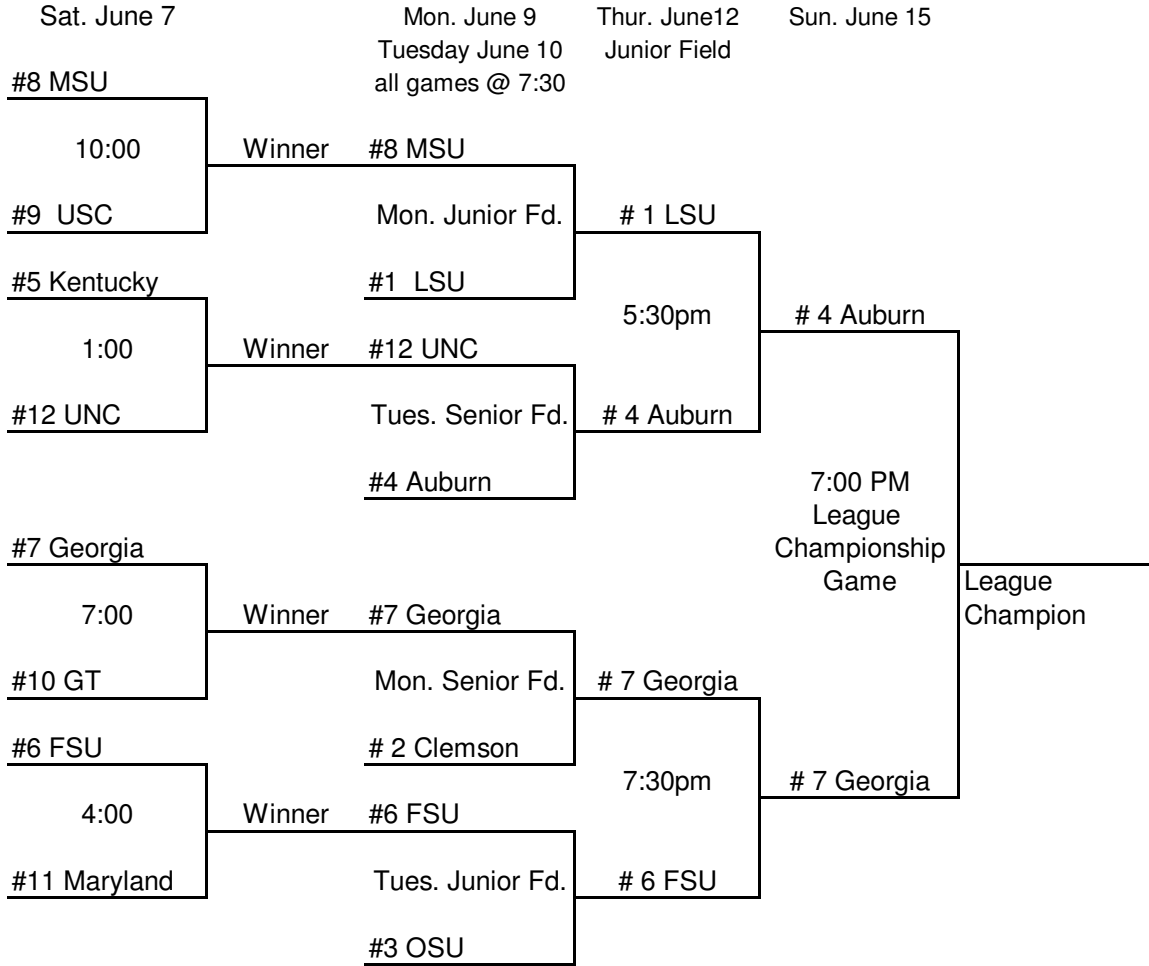 Sat. June 7 Mon. June 9 Thur. June12 Sun. June 15
Tuesday June 10 Junior Field
#8 MSU all games @ 7:30
10:00 Winner #8 MSU
#9 USC Mon. Junior Fd. # 1 LSU
#5 Kentucky #1 LSU
5:30pm # 4 Auburn
1:00 Winner #12 UNC
#12 UNC Tues. Senior Fd. # 4 Auburn
#4 Auburn 7:00 PM
League
#7 Georgia Championship
Game League
7:00 Winner #7 Georgia Champion
#10 GT Mon. Senior Fd. # 7 Georgia
#6 FSU # 2 Clemson
7:30pm # 7 Georgia
4:00 Winner #6 FSU
#11 Maryland Tues. Junior Fd. # 6 FSU
#3 OSU